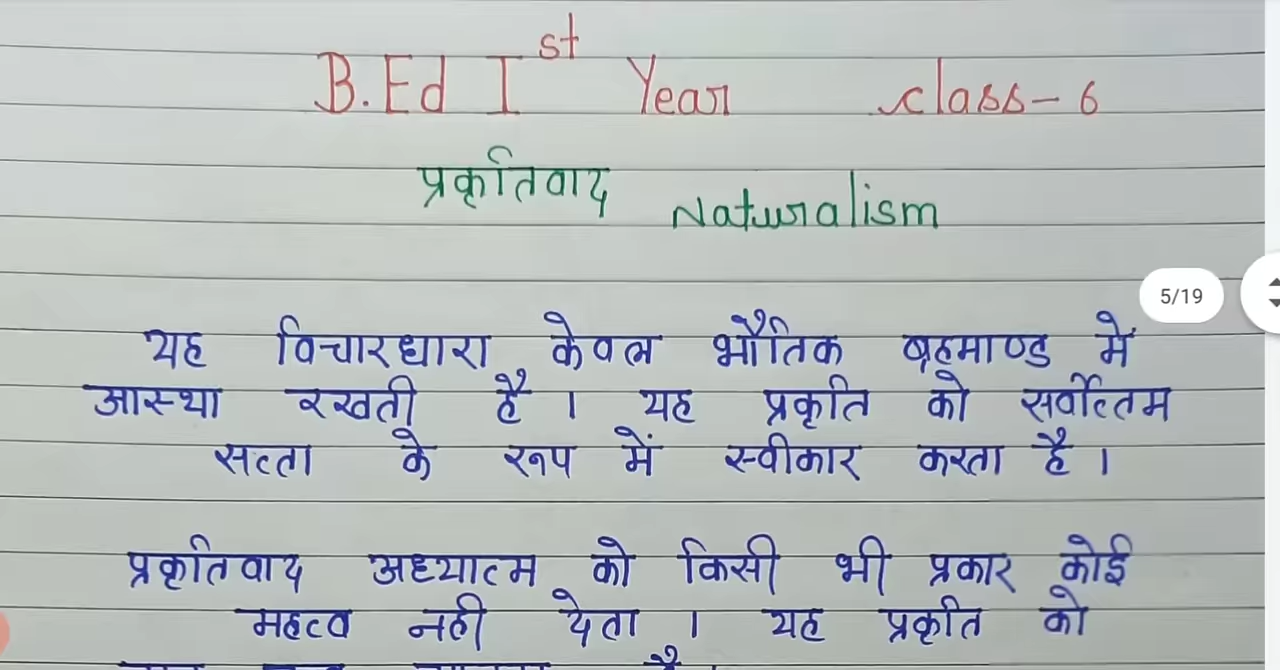 B.Ed Ist Year class-6
प्रकृतिवाद Naturalism
5/19
यह विचारधारा केवल भौतिक ब्रहमाण्ड में
आस्था रखती है । यह प्रकृति को सर्वोत्तम
सत्ता के रूप में स्वीकार करता है ।
प्रकृतिवाद अध्यात्म को किसी भी प्रकार कोई
महत्व नही देता । यह प्रकृति को